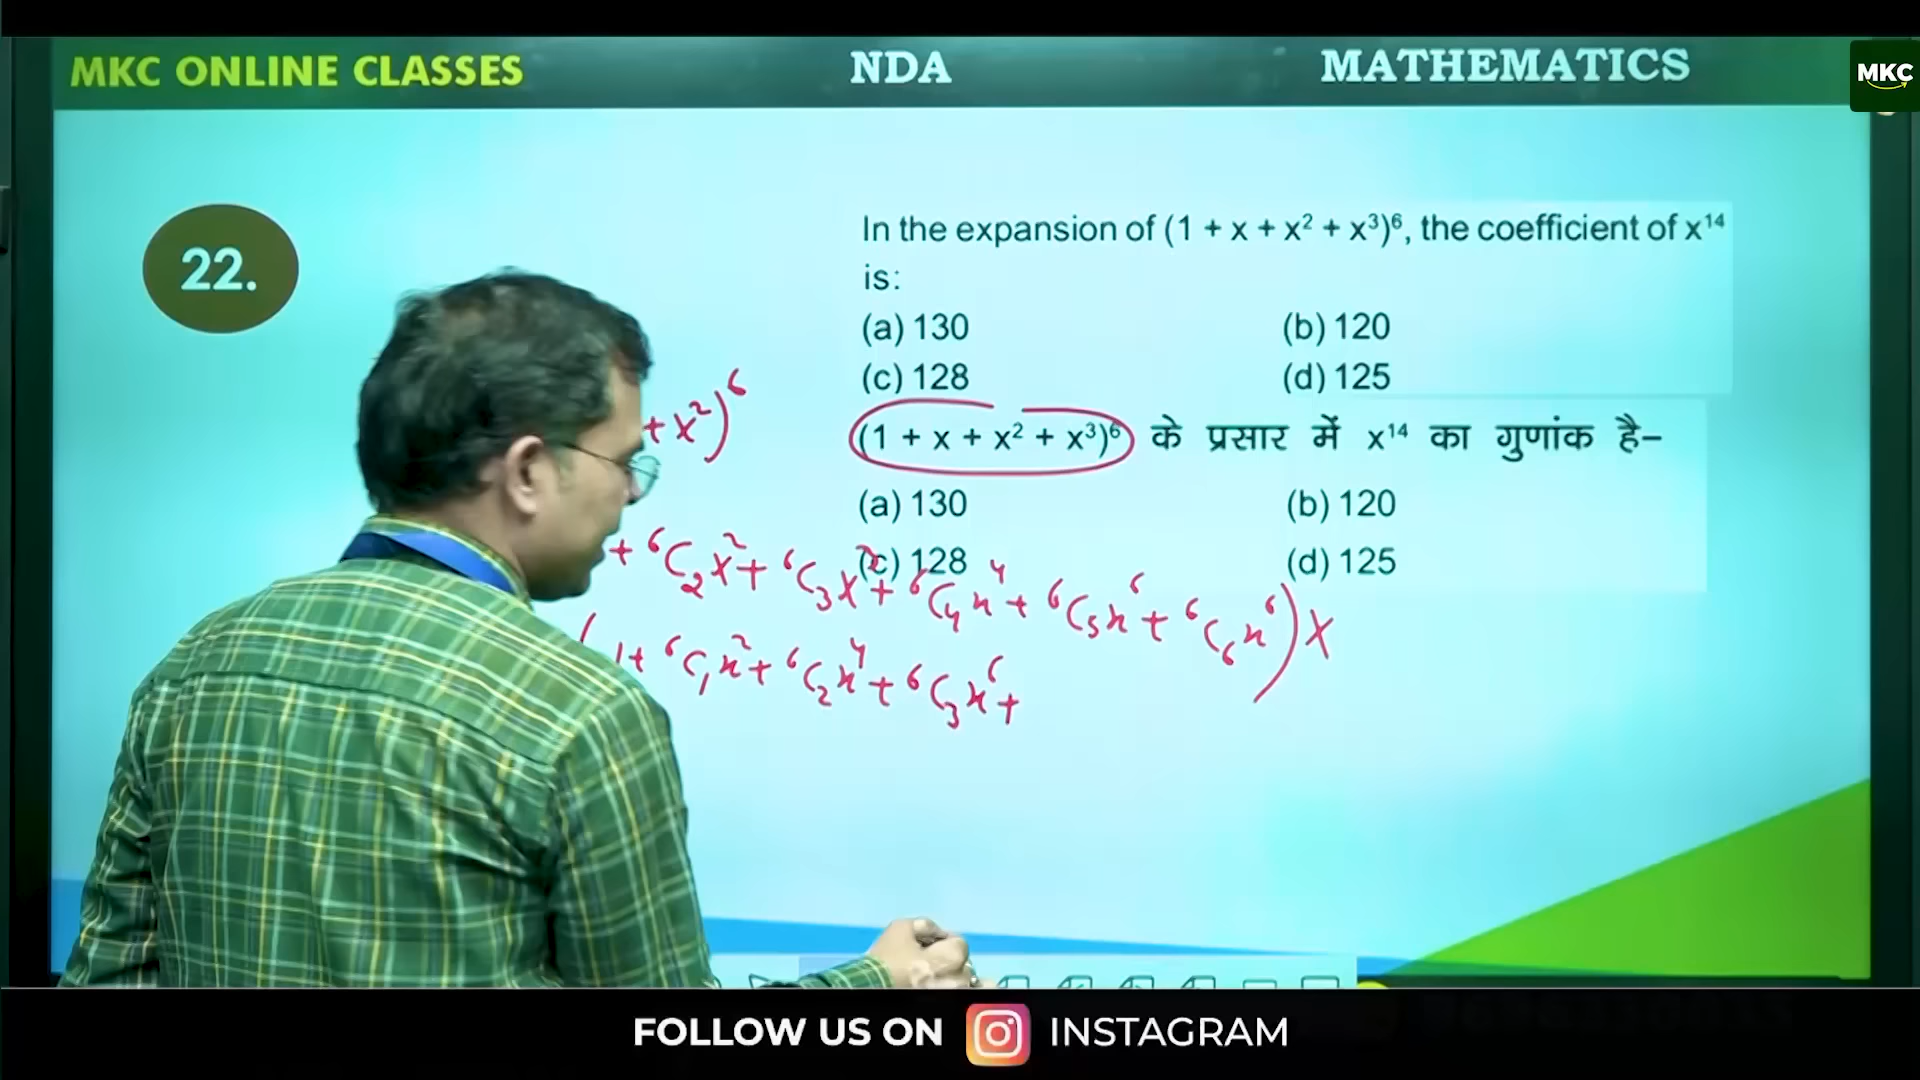 MKC ONLINE CLASSES
NDA
MATHEMATICS
MKC
22.
In the expansion of (1 + x + x² + x³)⁶, the coefficient of x¹⁴
is:
(a) 130
(b) 120
(c) 128
(d) 125
(1 + x + x² + x³)⁶ के प्रसार में x¹⁴ का गुणांक है–
(a) 130
(b) 120
(c) 128
(d) 125
+ x²)⁶
+ ⁶C₂x² + ⁶C₃x³ + ⁶C₄x⁴ + ⁶C₅x⁶ + ⁶C₆x⁶) X
(1 + ⁶C₁x² + ⁶C₂x⁴ + ⁶C₃x⁶ +
FOLLOW US ON INSTAGRAM